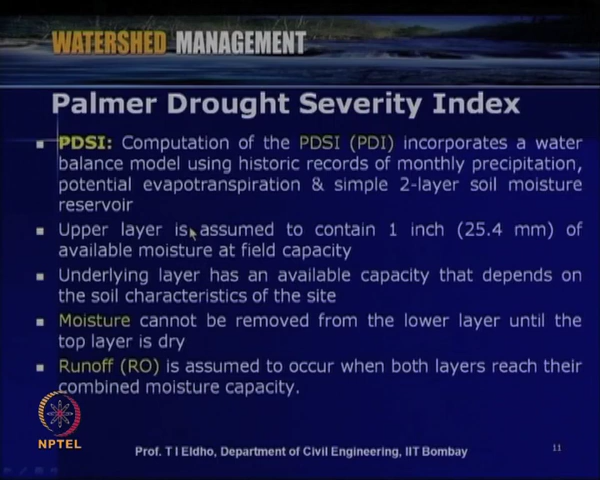 WATERSHED MANAGEMENT
Palmer Drought Severity Index
PDSI: Computation of the PDSI (PDI) incorporates a water
balance model using historic records of monthly precipitation,
potential evapotranspiration & simple 2-layer soil moisture
reservoir
Upper layer is assumed to contain 1 inch (25.4 mm) of
available moisture at field capacity
Underlying layer has an available capacity that depends on
the soil characteristics of the site
Moisture cannot be removed from the lower layer until the
top layer is dry
Runoff (RO) is assumed to occur when both layers reach their
combined moisture capacity.
NPTEL
Prof. T I Eldho, Department of Civil Engineering, IIT Bombay
11